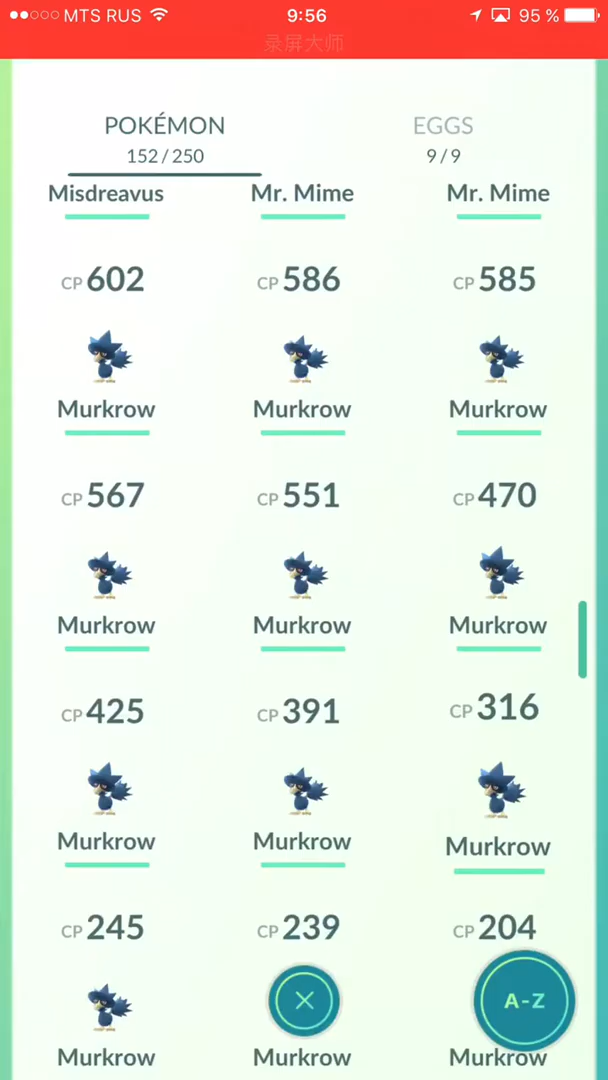 MTS RUS 9:56 95 %
录屏大师
POKÉMON EGGS
152 / 250 9 / 9
Misdreavus Mr. Mime Mr. Mime
CP 602 CP 586 CP 585
Murkrow Murkrow Murkrow
CP 567 CP 551 CP 470
Murkrow Murkrow Murkrow
CP 425 CP 391 CP 316
Murkrow Murkrow Murkrow
CP 245 CP 239 CP 204
A-Z
Murkrow Murkrow Murkrow